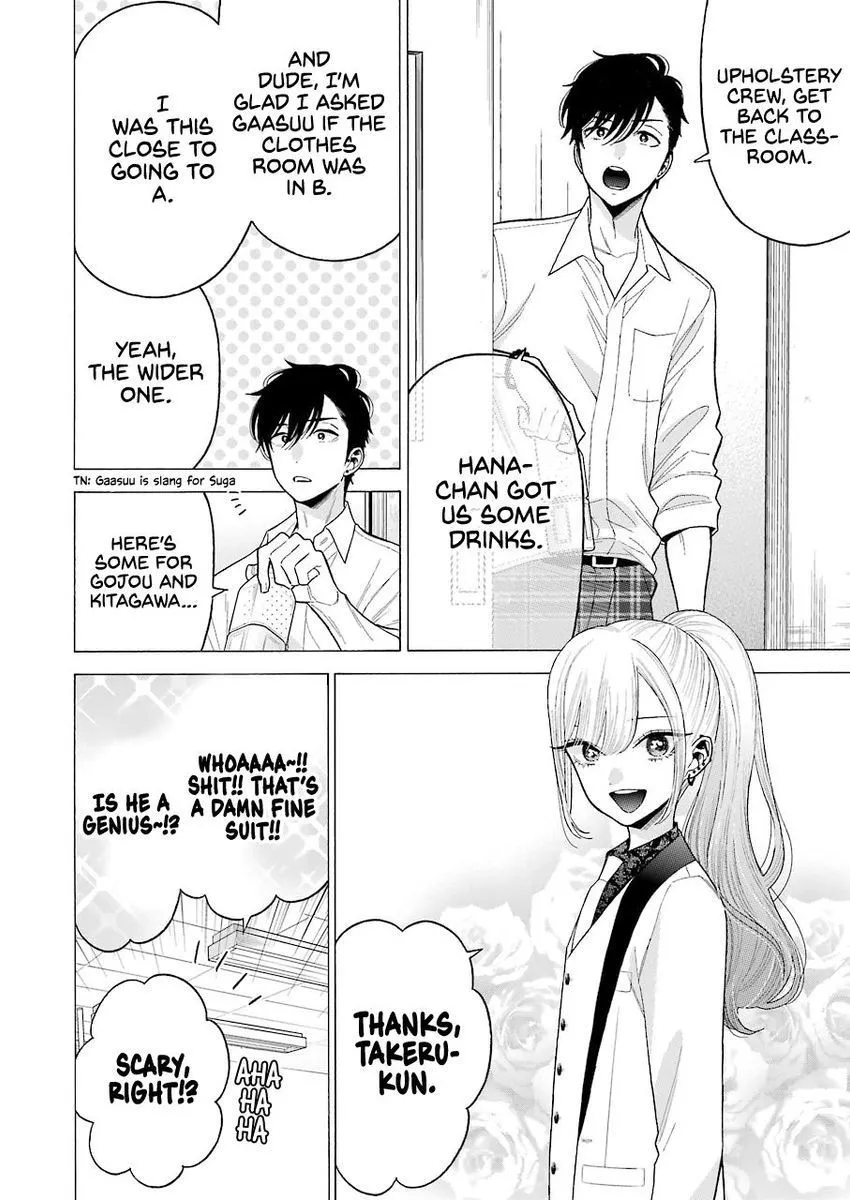 UPHOLSTERY
CREW, GET
BACK TO
THE CLASS-
ROOM.
HANA-
CHAN GOT
US SOME
DRINKS.
AND
DUDE, I'M
GLAD I ASKED
GAASUU IF THE
CLOTHES
ROOM WAS
IN B.
I
WAS THIS
CLOSE TO
GOING TO
A.
YEAH,
THE WIDER
ONE.
TN: Gaasuu is slang for Suga
HERE'S
SOME FOR
GOJOU AND
KITAGAWA...
THANKS,
TAKERU-
KUN.
WHOAAAA~!!
SHIT!! THAT'S
A DAMN FINE
SUIT!!
IS HE A
GENIUS~!?
SCARY,
RIGHT!?
AHA
HA
HA